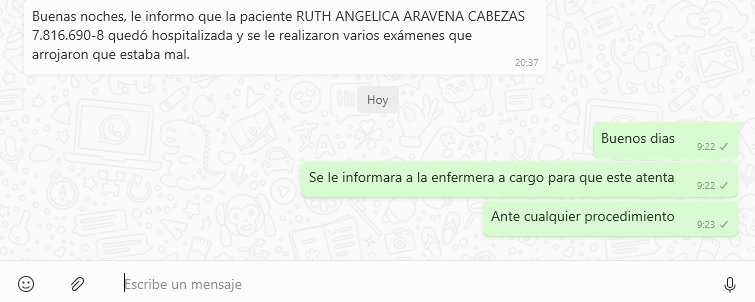 Buenas noches, le informo que la paciente RUTH ANGELICA ARAVENA CABEZAS
7.816.690-8 quedó hospitalizada y se le realizaron varios exámenes que
arrojaron que estaba mal.
20:37
Hoy
Buenos dias
9:22
Se le informara a la enfermera a cargo para que este atenta
9:22
Ante cualquier procedimiento
9:23
Escribe un mensaje